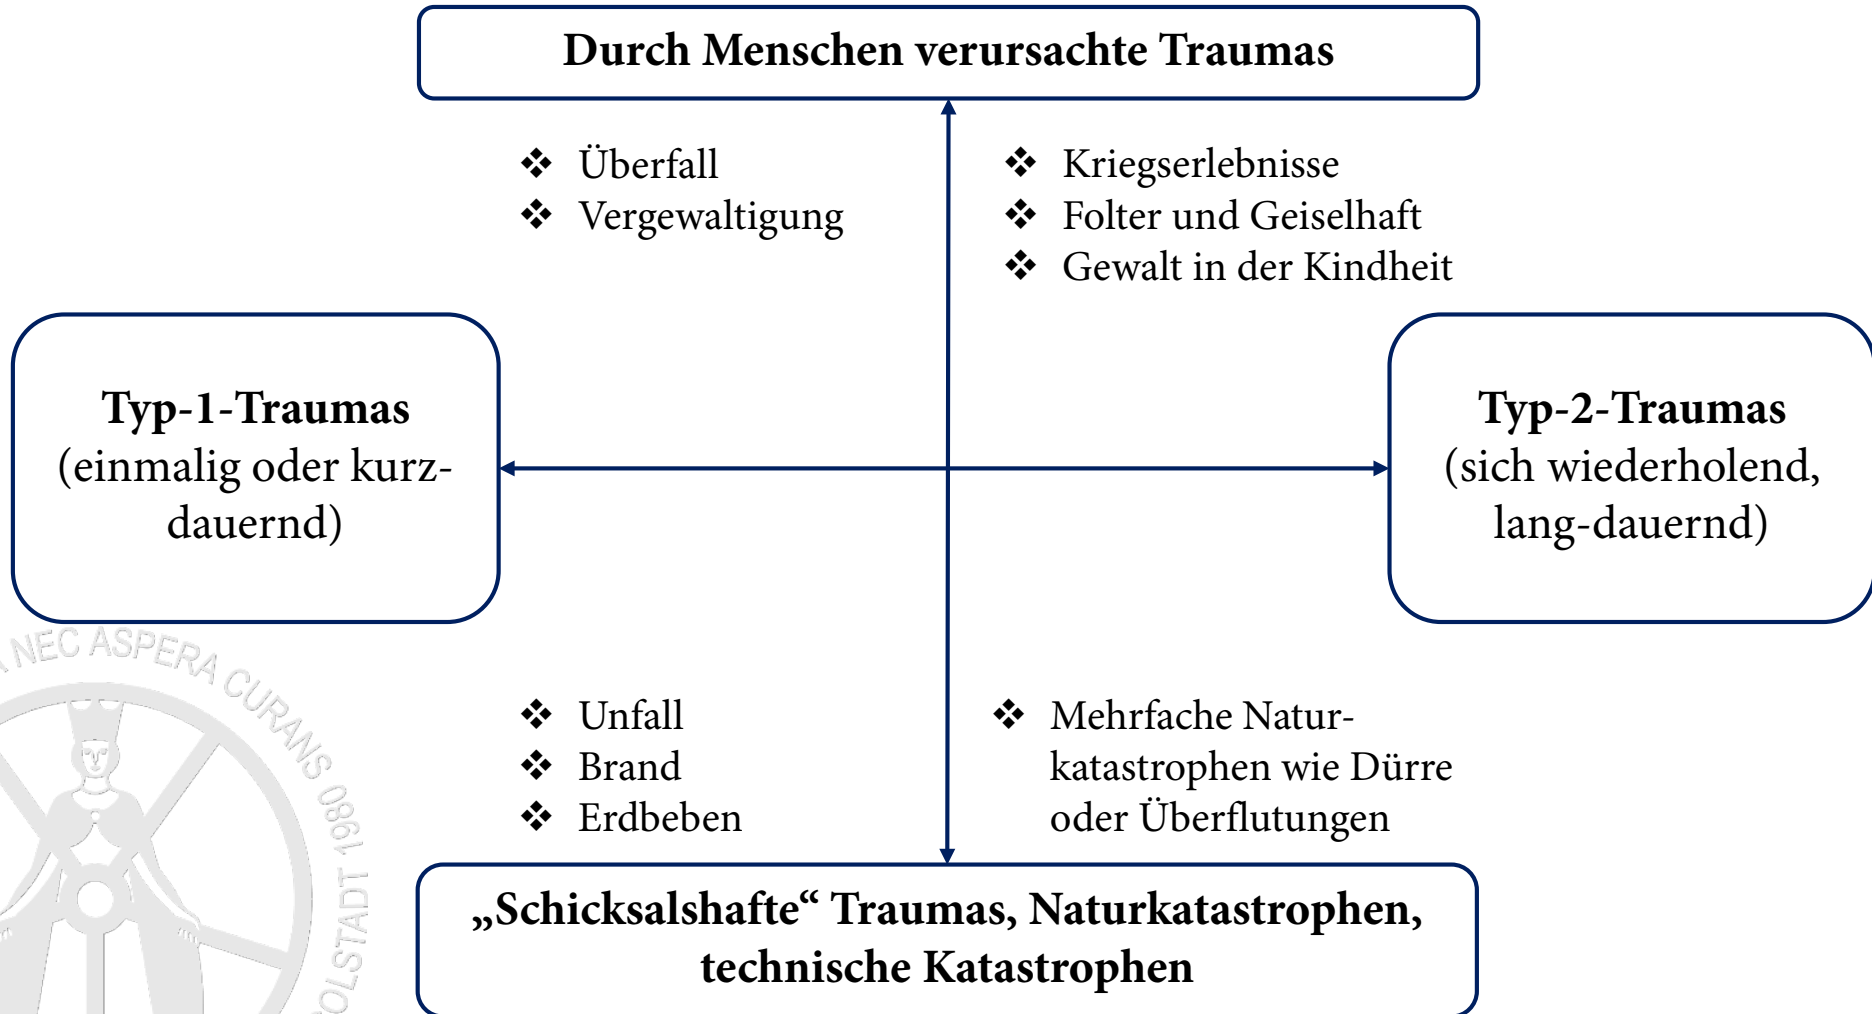 Durch Menschen verursachte Traumas
❖ Überfall
❖ Vergewaltigung
❖ Kriegserlebnisse
❖ Folter und Geiselhaft
❖ Gewalt in der Kindheit
Typ-1-Traumas
(einmalig oder kurz-
dauernd)
Typ-2-Traumas
(sich wiederholend,
lang-dauernd)
NEC ASPERA CURANS 1980
❖ Unfall
❖ Brand
❖ Erdbeben
❖ Mehrfache Natur-
katastrophen wie Dürre
oder Überflutungen
„Schicksalshafte“ Traumas, Naturkatastrophen,
technische Katastrophen